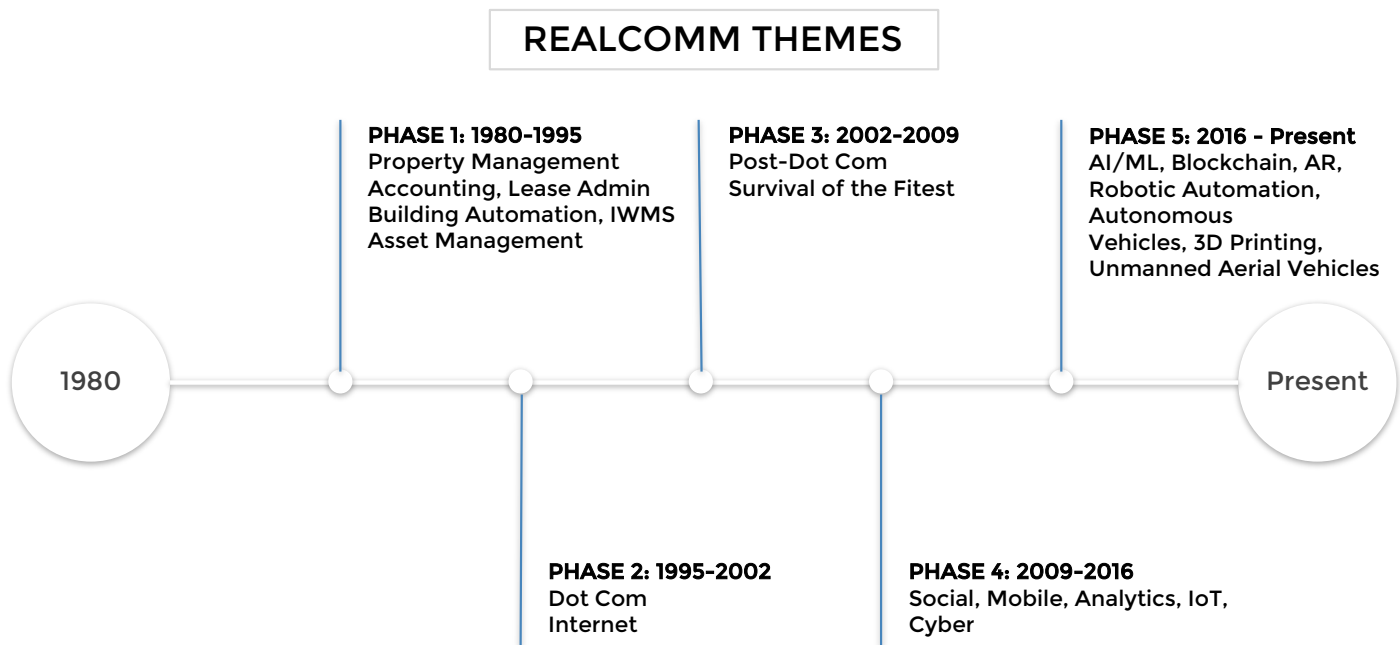 REALCOMM THEMES
PHASE 1: 1980-1995
Property Management
Accounting, Lease Admin
Building Automation, IWMS
Asset Management
PHASE 3: 2002-2009
Post-Dot Com
Survival of the Fitest
PHASE 5: 2016 - Present
AI/ML, Blockchain, AR,
Robotic Automation,
Autonomous
Vehicles, 3D Printing,
Unmanned Aerial Vehicles
1980
Present
PHASE 2: 1995-2002
Dot Com
Internet
PHASE 4: 2009-2016
Social, Mobile, Analytics, IoT,
Cyber